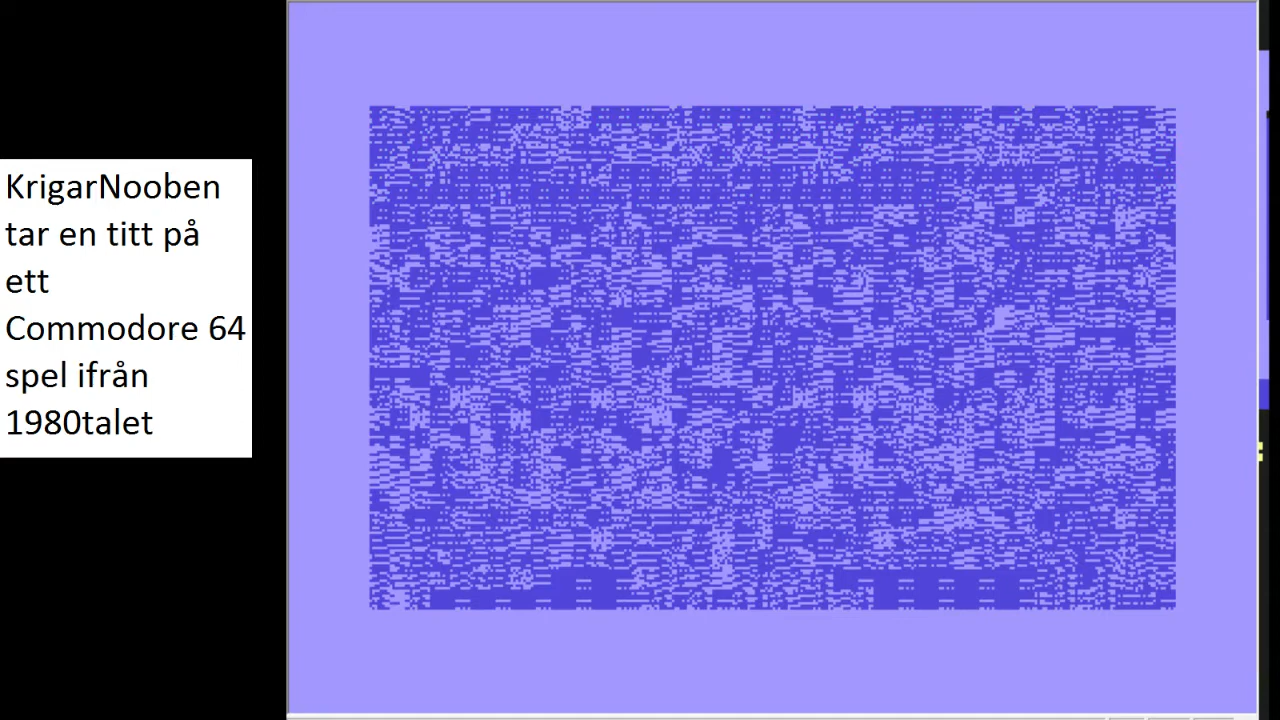 KrigarNooben
tar en titt på
ett
Commodore 64
spel ifrån
1980talet